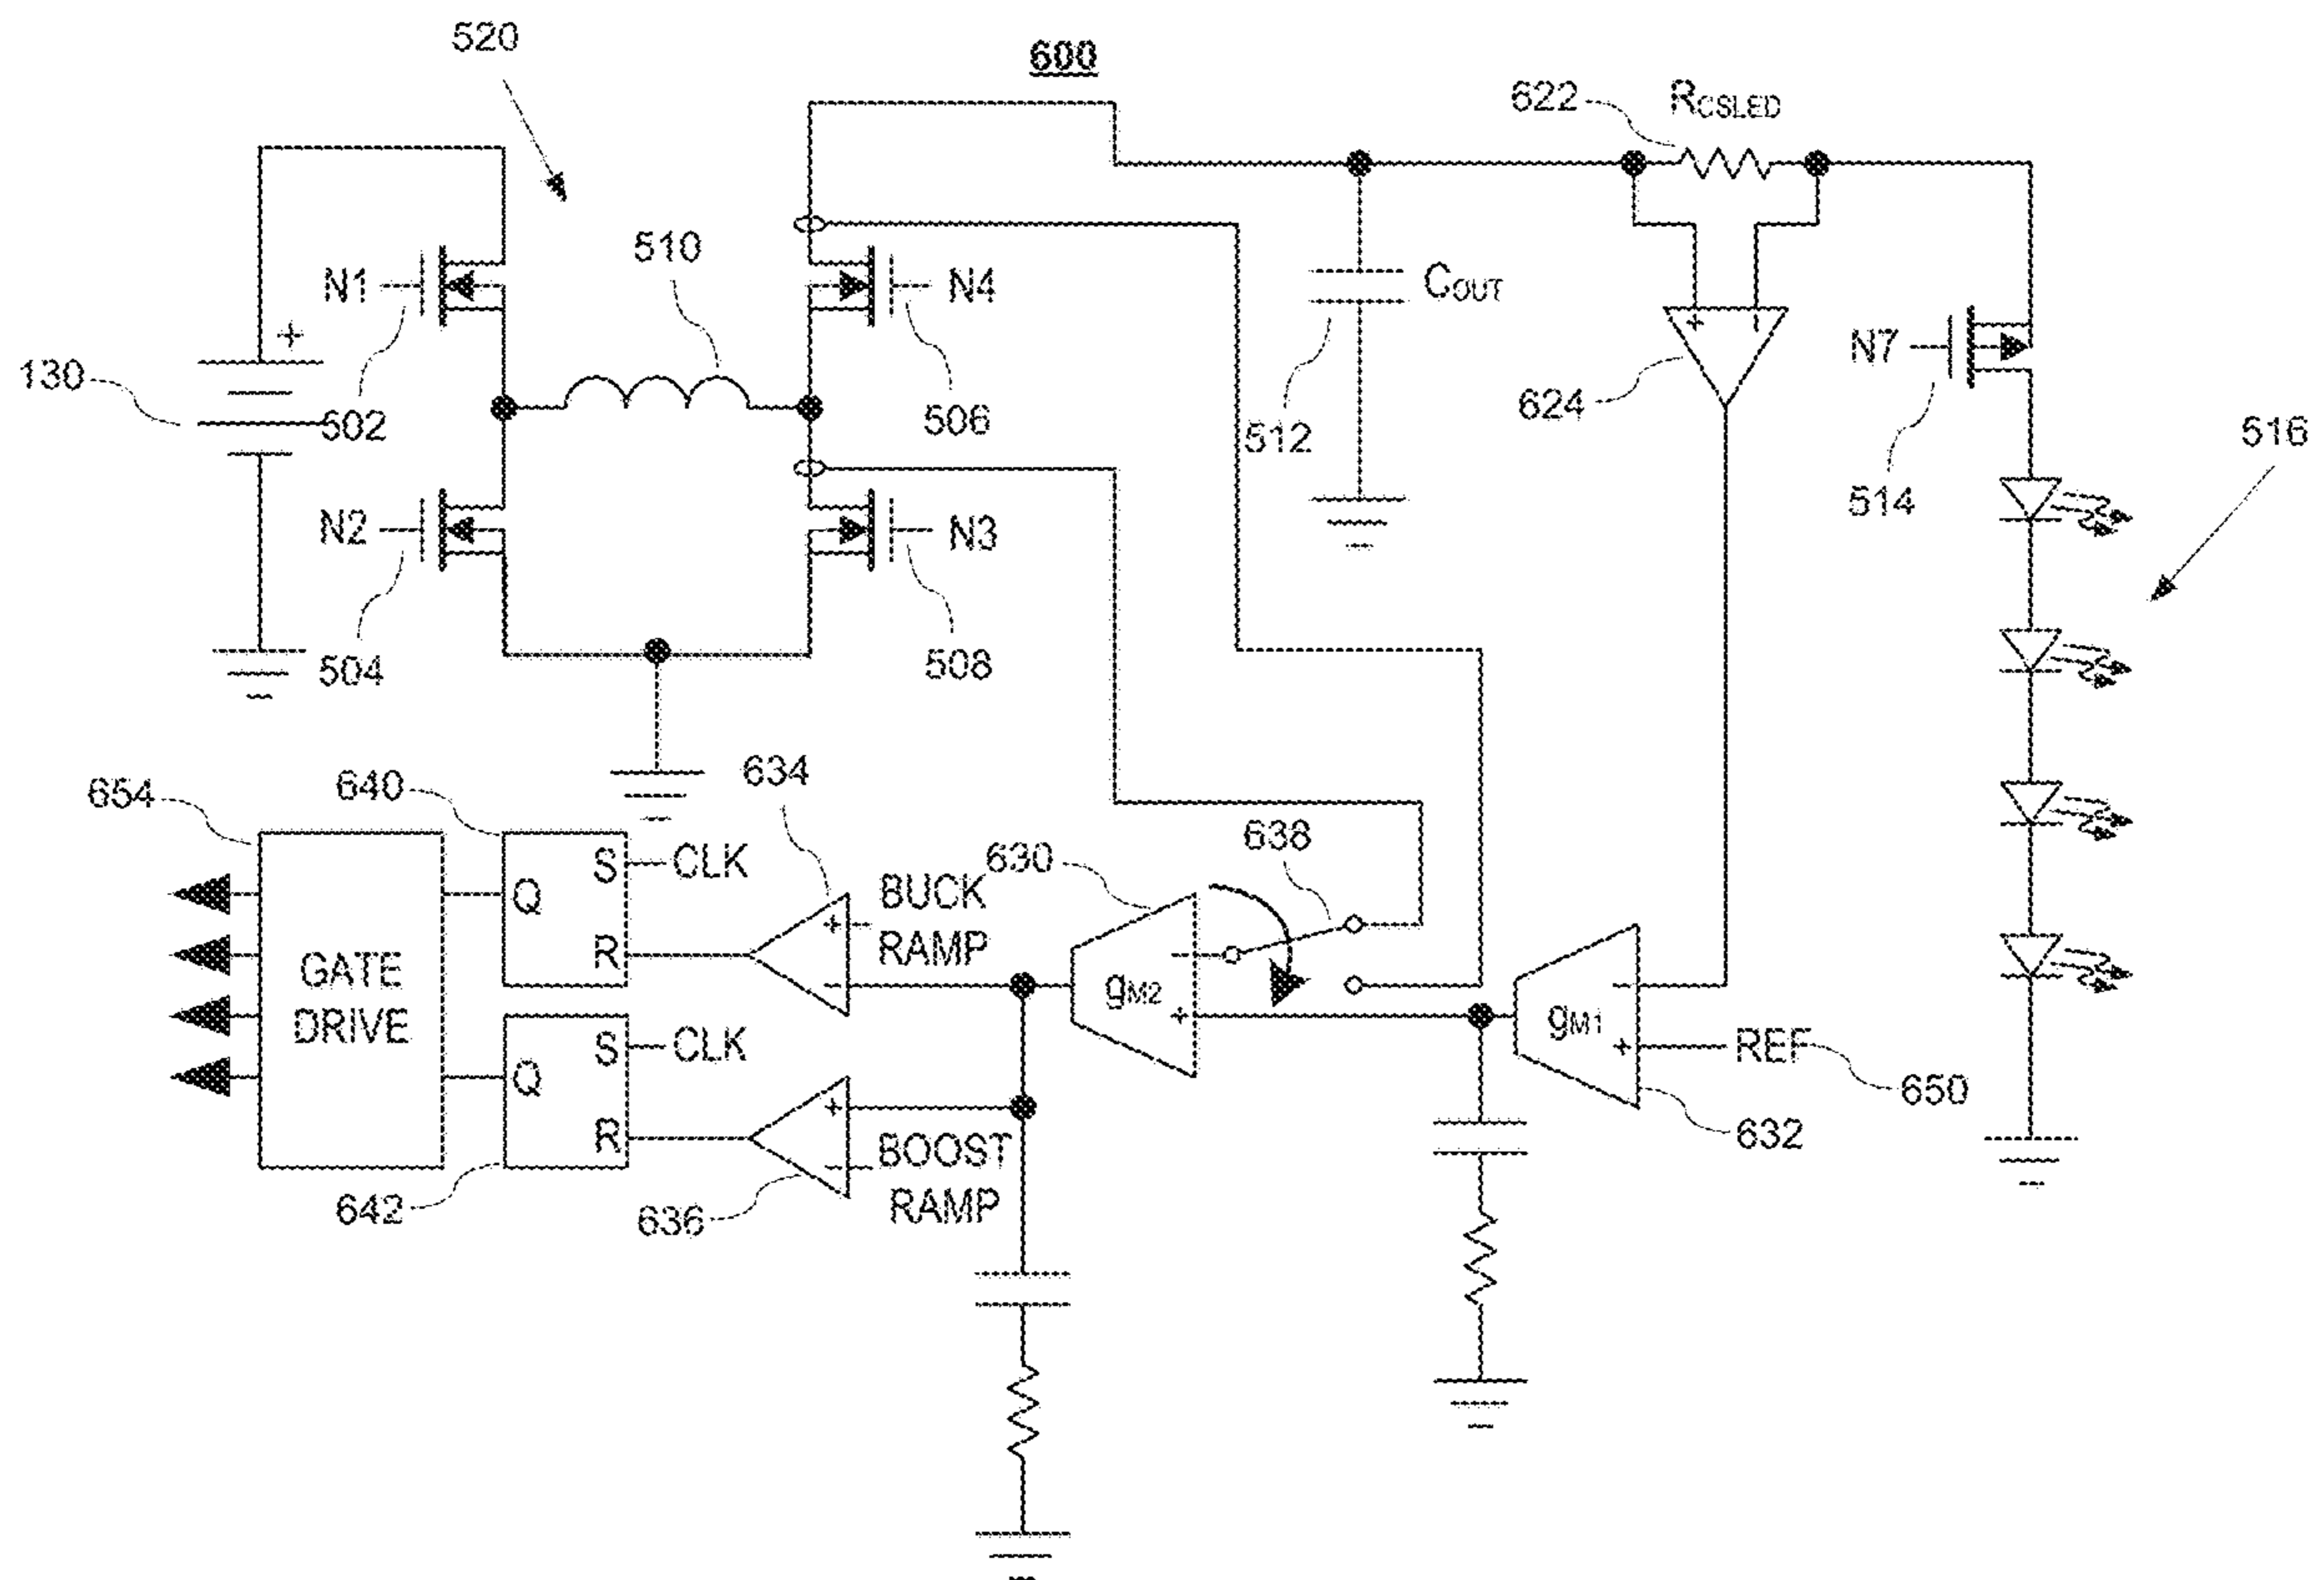 520
600
622
RCSLED
N1
510
N4
COUT
+
130
502
506
512
+
−
624
N7
516
514
N2
N3
504
508
654
640
634
638
630
S
CLK
BUCK
RAMP
Q
+
R
−
GATE
DRIVE
−
gM2
+
−
gM1
+
REF
650
632
S
CLK
Q
+
R
−
BOOST
RAMP
642
636